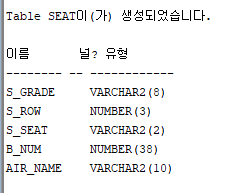 Table SEAT이(가) 생성되었습니다.
이름 널? 유형
-------- -- ------------
S_GRADE VARCHAR2(8)
S_ROW NUMBER(3)
S_SEAT VARCHAR2(2)
B_NUM NUMBER(38)
AIR_NAME VARCHAR2(10)